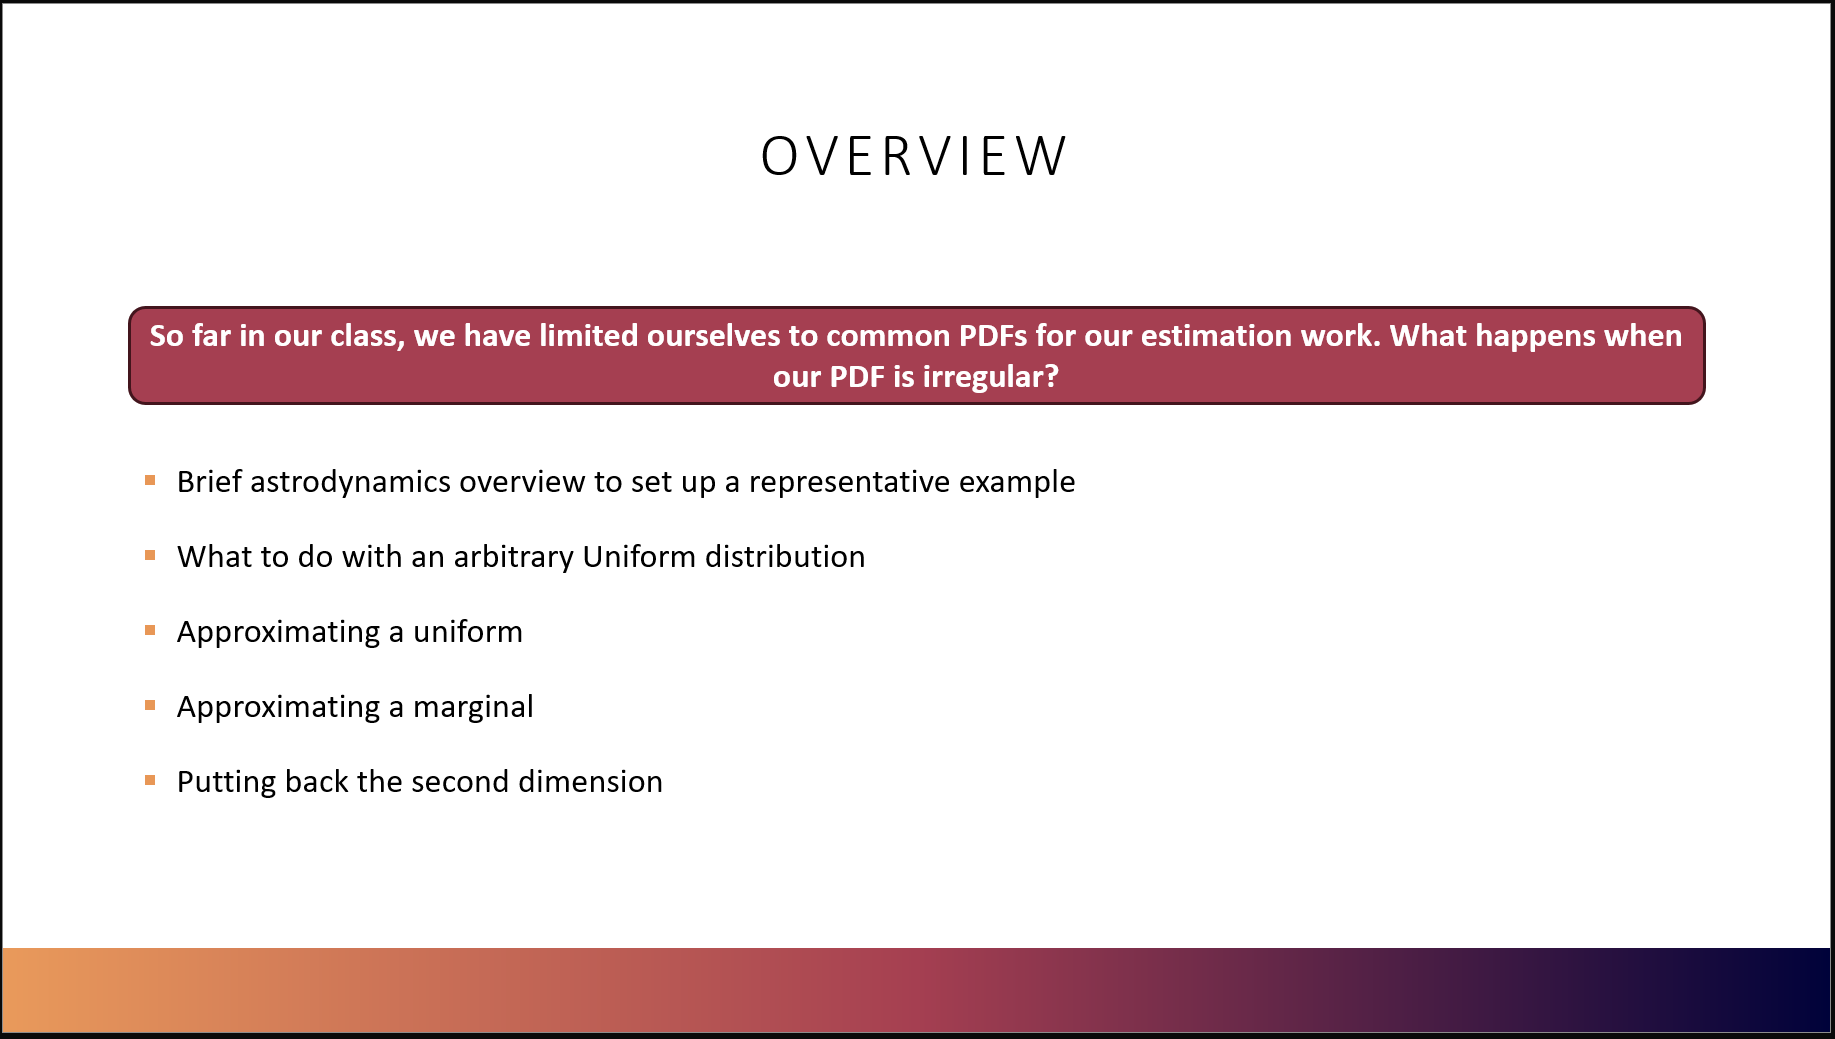 OVERVIEW
So far in our class, we have limited ourselves to common PDFs for our estimation work. What happens when
our PDF is irregular?
Brief astrodynamics overview to set up a representative example
What to do with an arbitrary Uniform distribution
Approximating a uniform
Approximating a marginal
Putting back the second dimension